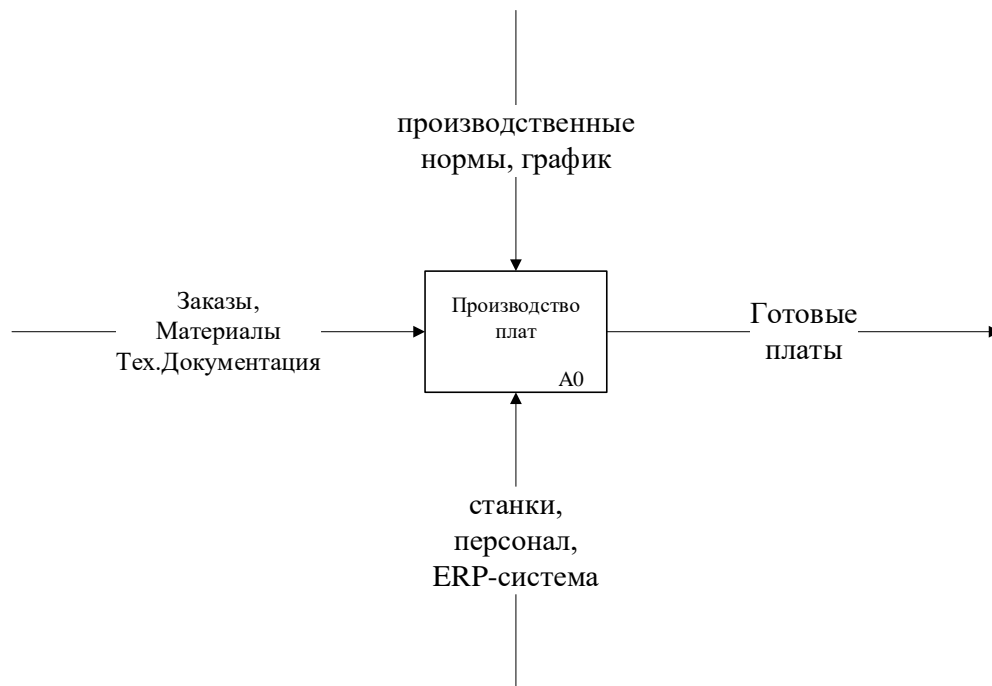 производственные
нормы, график
Заказы,
Материалы
Тех.Документация
Производство
плат
A0
Готовые
платы
станки,
персонал,
ERP-система